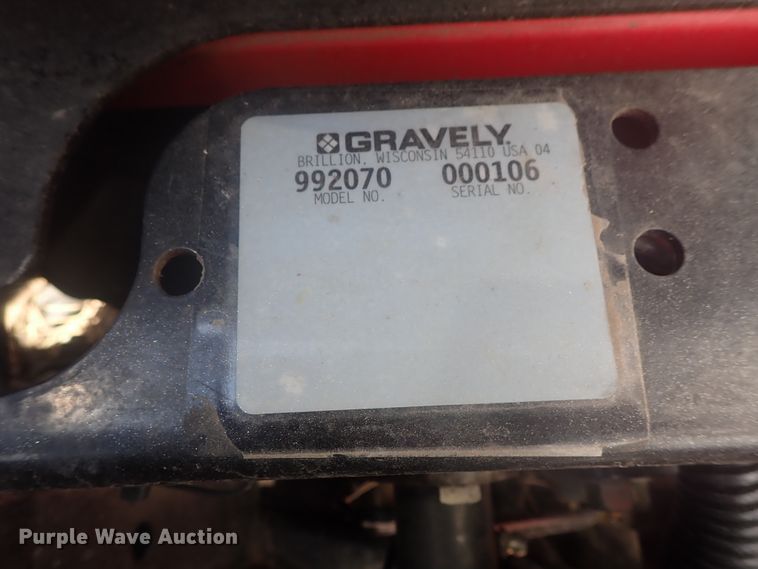 GRAVELY
BRILLION, WISCONSIN 54110 USA 04
992070 000106
MODEL NO. SERIAL NO.
Purple Wave Auction